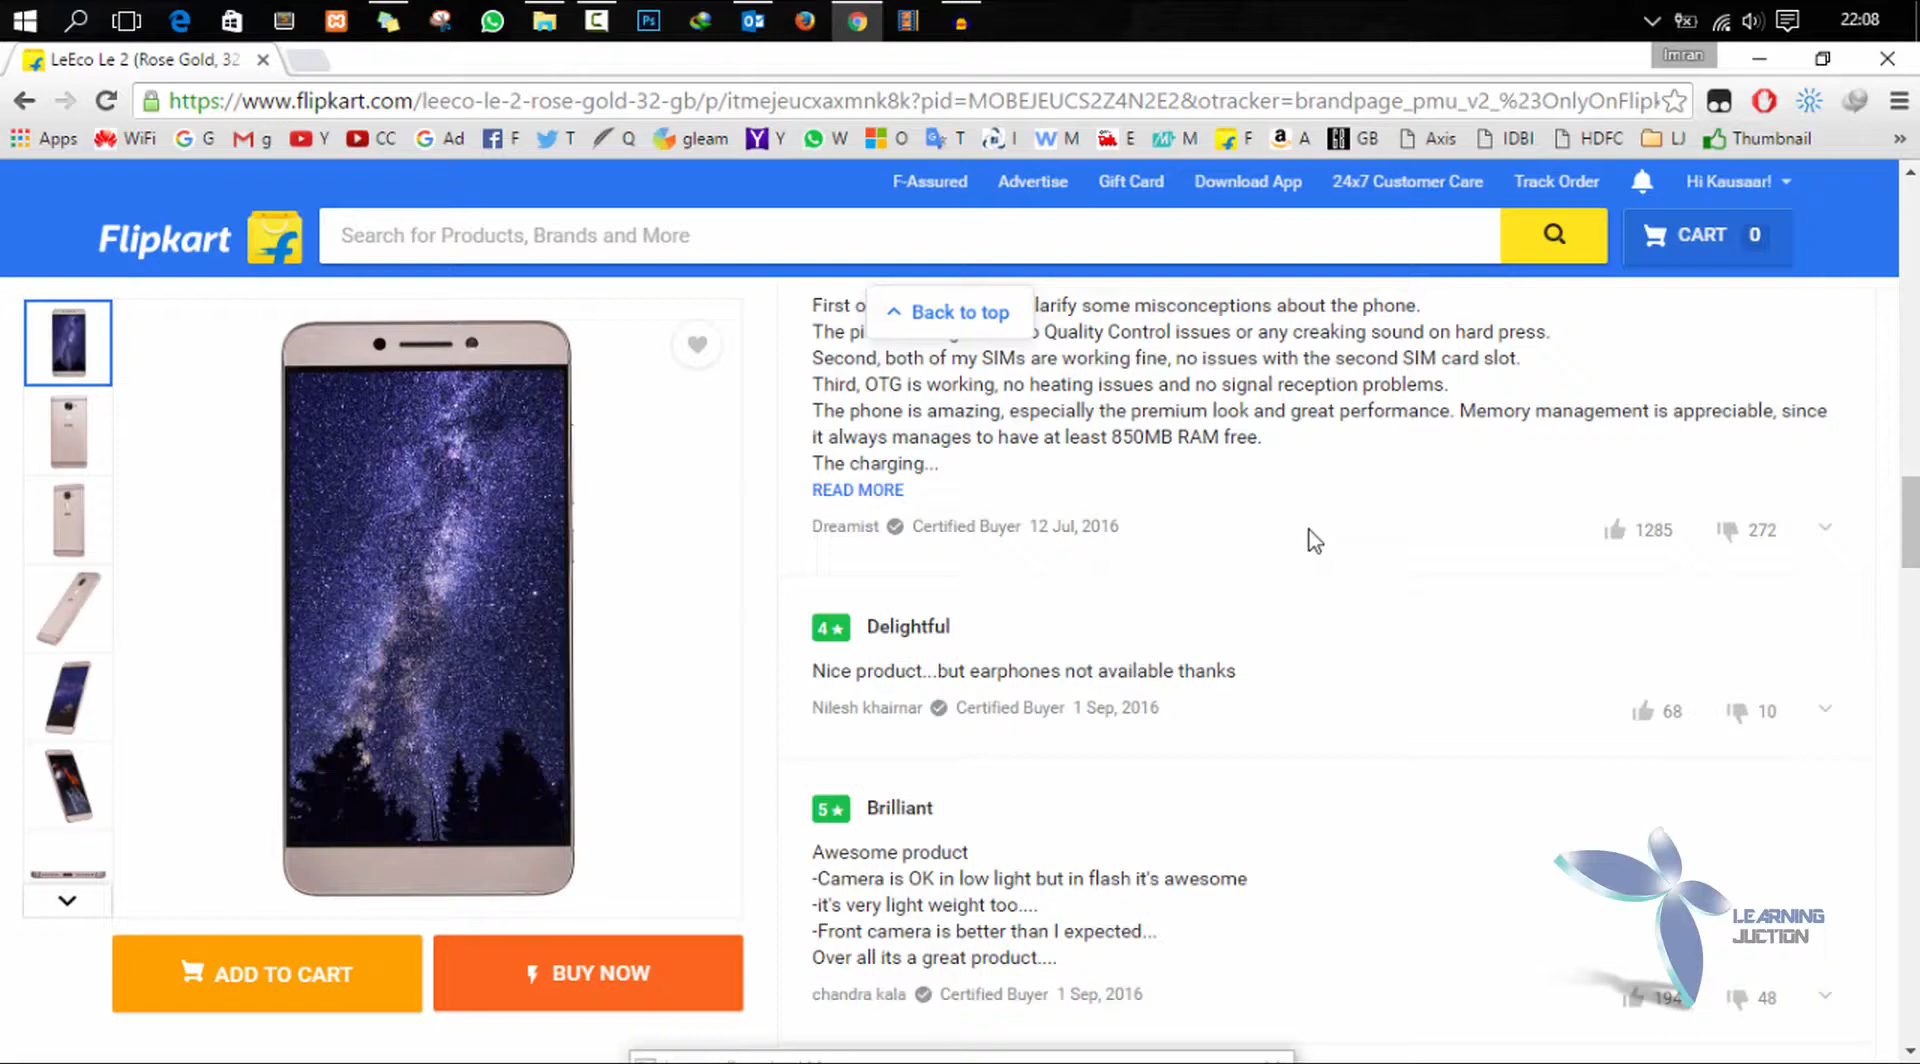 22:08
LeEco Le 2 (Rose Gold, 32
Imran
https://www.flipkart.com/leeco-le-2-rose-gold-32-gb/p/itmejeucxaxmnk8k?pid=MOBEJEUCS2Z4N2E2&otracker=brandpage_pmu_v2_%23OnlyOnFlipk
Apps WiFi G g Y CC Ad F T Q gleam Y W O T I M E M F A GB Axis IDBI HDFC LJ Thumbnail »
F-Assured Advertise Gift Card Download App 24x7 Customer Care Track Order Hi Kausaar!
Flipkart Search for Products, Brands and More CART 0
Back to top
First o larify some misconceptions about the phone.
The pi o Quality Control issues or any creaking sound on hard press.
Second, both of my SIMs are working fine, no issues with the second SIM card slot.
Third, OTG is working, no heating issues and no signal reception problems.
The phone is amazing, especially the premium look and great performance. Memory management is appreciable, since
it always manages to have at least 850MB RAM free.
The charging...
READ MORE
Dreamist Certified Buyer 12 Jul, 2016 1285 272
4★ Delightful
Nice product...but earphones not available thanks
Nilesh khairnar Certified Buyer 1 Sep, 2016 68 10
5★ Brilliant
Awesome product
-Camera is OK in low light but in flash it's awesome
-it's very light weight too....
-Front camera is better than I expected...
Over all its a great product....
chandra kala Certified Buyer 1 Sep, 2016 194 48
LEARNING
JUCTION
ADD TO CART BUY NOW